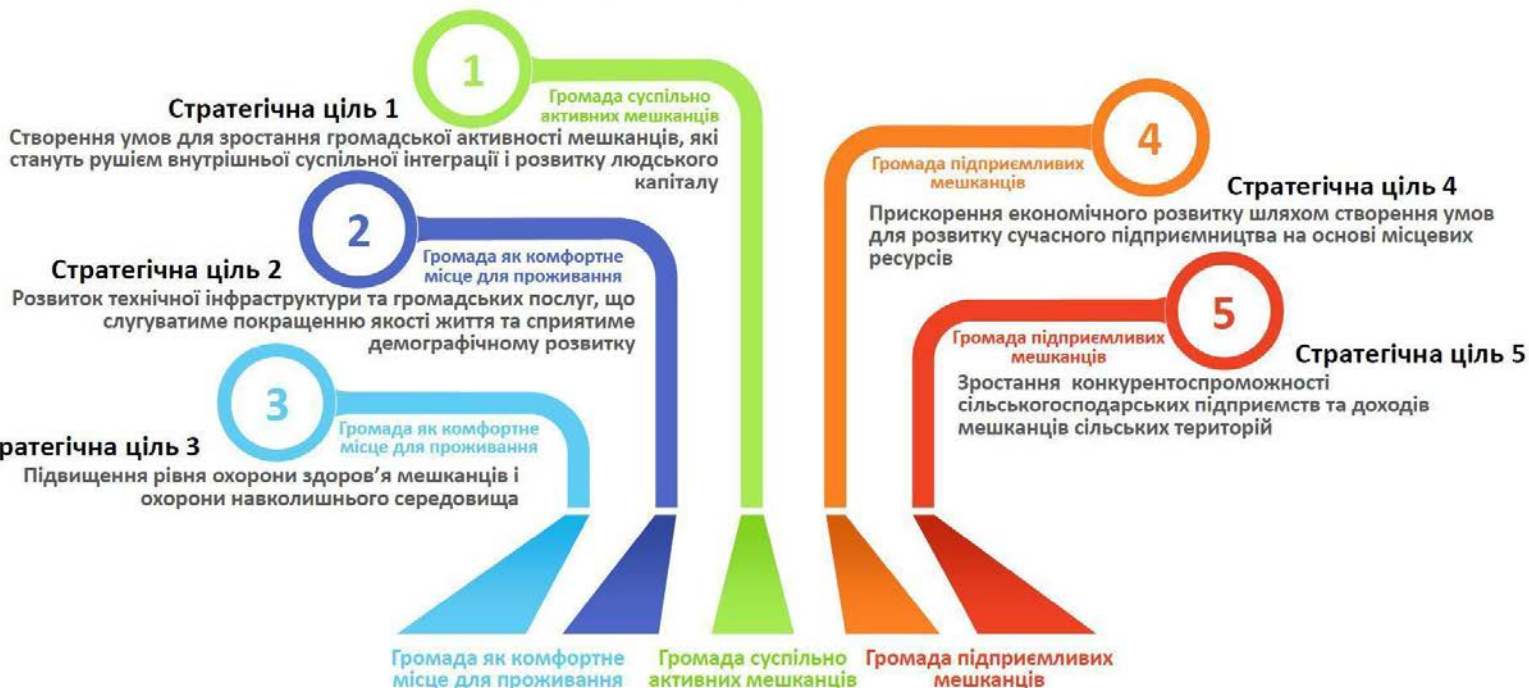 1
Громада суспільно
активних мешканців
Стратегічна ціль 1
Створення умов для зростання громадської активності мешканців, які
стануть рушієм внутрішньої суспільної інтеграції і розвитку людського
капіталу
2
Громада як комфортне
місце для проживання
Стратегічна ціль 2
Розвиток технічної інфраструктури та громадських послуг, що
слугуватиме покращенню якості життя та сприятиме
демографічному розвитку
3
Громада як комфортне
місце для проживання
ратегічна ціль 3
Підвищення рівня охорони здоров’я мешканців і
охорони навколишнього середовища
4
Громада підприємливих
мешканців
Стратегічна ціль 4
Прискорення економічного розвитку шляхом створення умов
для розвитку сучасного підприємництва на основі місцевих
ресурсів
5
Громада підприємливих
мешканців
Стратегічна ціль 5
Зростання конкурентоспроможності
сільськогосподарських підприємств та доходів
мешканців сільських територій
Громада як комфортне
місце для проживання
Громада суспільно
активних мешканців
Громада підприємливих
мешканців